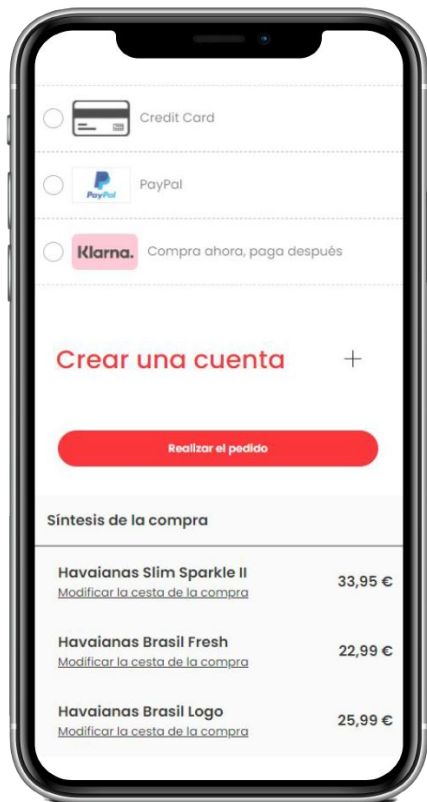 Credit Card
PayPal PayPal
Klarna. Compra ahora, paga después
Crear una cuenta +
Realizar el pedido
Síntesis de la compra
Havaianas Slim Sparkle II
33,95 €
Modificar la cesta de la compra
Havaianas Brasil Fresh
22,99 €
Modificar la cesta de la compra
Havaianas Brasil Logo
25,99 €
Modificar la cesta de la compra